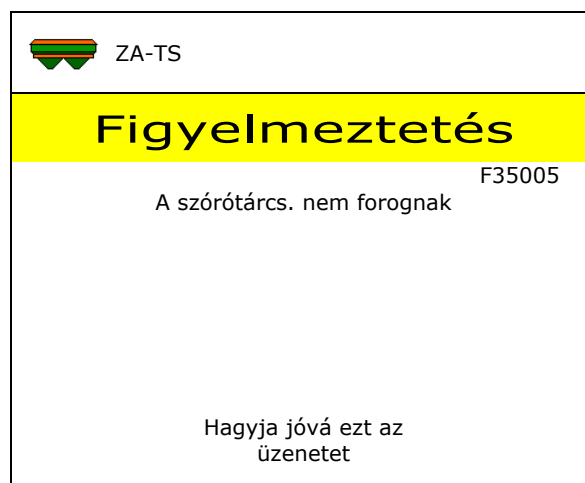 ZA-TS
Figyelmeztetés
F35005
A szórótárcs. nem forognak
Hagyja jóvá ezt az
üzenetet